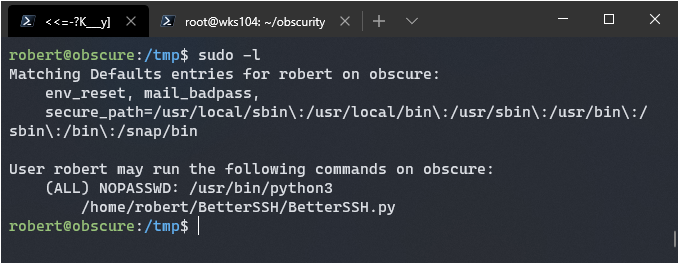 <<=-?K__y]
root@wks104: ~/obscurity
robert@obscure:/tmp$ sudo -l
Matching Defaults entries for robert on obscure:
    env_reset, mail_badpass,
    secure_path=/usr/local/sbin\:/usr/local/bin\:/usr/sbin\:/usr/bin\:/
sbin\:/bin\:/snap/bin

User robert may run the following commands on obscure:
    (ALL) NOPASSWD: /usr/bin/python3
        /home/robert/BetterSSH/BetterSSH.py
robert@obscure:/tmp$